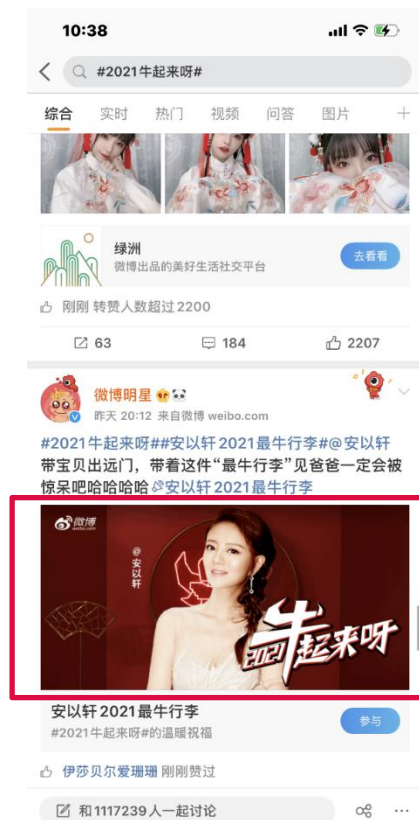 10:38
#2021牛起来呀#
综合 实时 热门 视频 问答 图片
绿洲
微博出品的美好生活社交平台
去看看
刚刚 转赞人数超过2200
63 184 2207
微博明星
昨天 20:12 来自微博 weibo.com
#2021牛起来呀##安以轩2021最牛行李#@安以轩
带宝贝出远门，带着这件“最牛行李”见爸爸一定会被
惊呆吧哈哈哈哈 安以轩2021最牛行李
微博
weibo.com
@安以轩
2021牛起来呀
安以轩2021最牛行李
#2021牛起来呀#的温暖祝福
参与
伊莎贝尔爱珊珊 刚刚赞过
和1117239人一起讨论